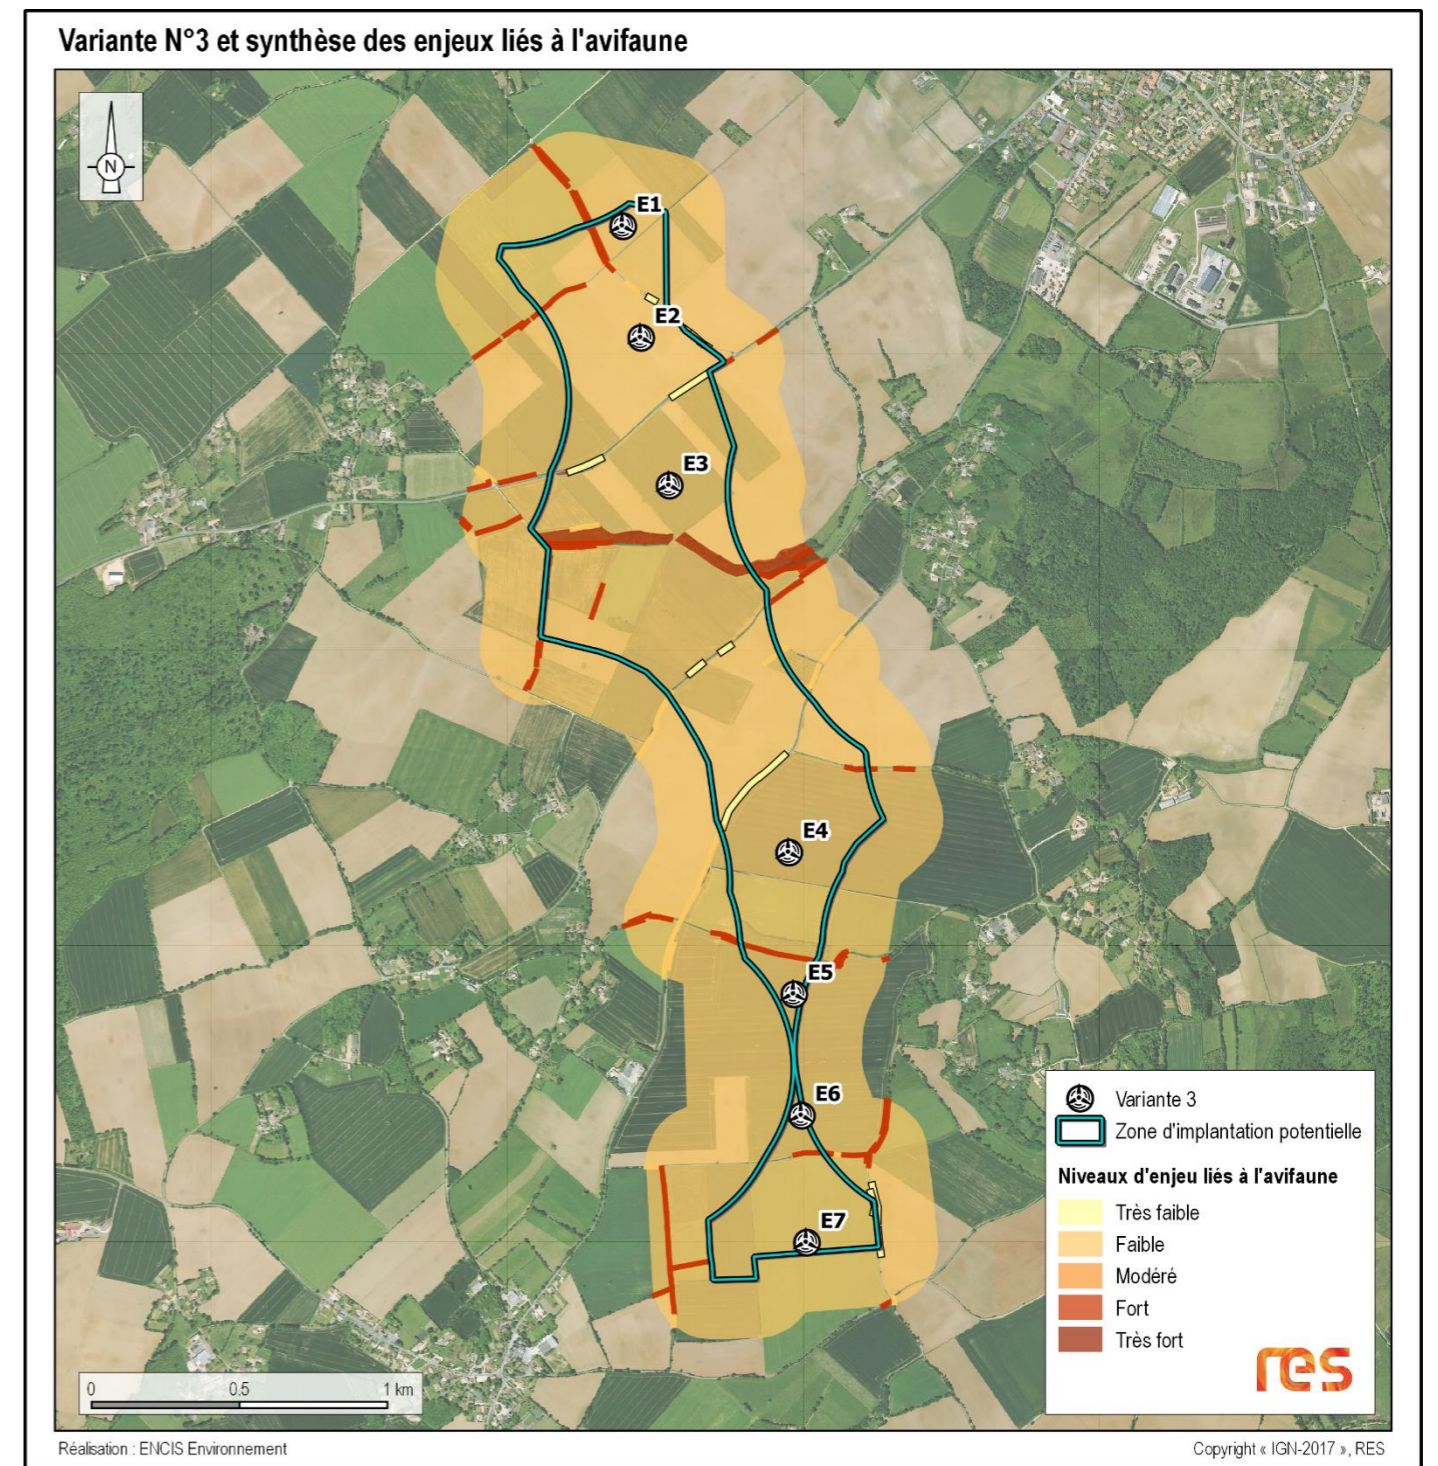 Variante N°3 et synthèse des enjeux liés à l'avifaune
N
E1
E2
E3
E4
E5
E6
E7
Variante 3
Zone d'implantation potentielle
Niveaux d'enjeu liés à l'avifaune
Très faible
Faible
Modéré
Fort
Très fort
res
0 0.5 1 km
Réalisation : ENCIS Environnement
Copyright « IGN-2017 », RES